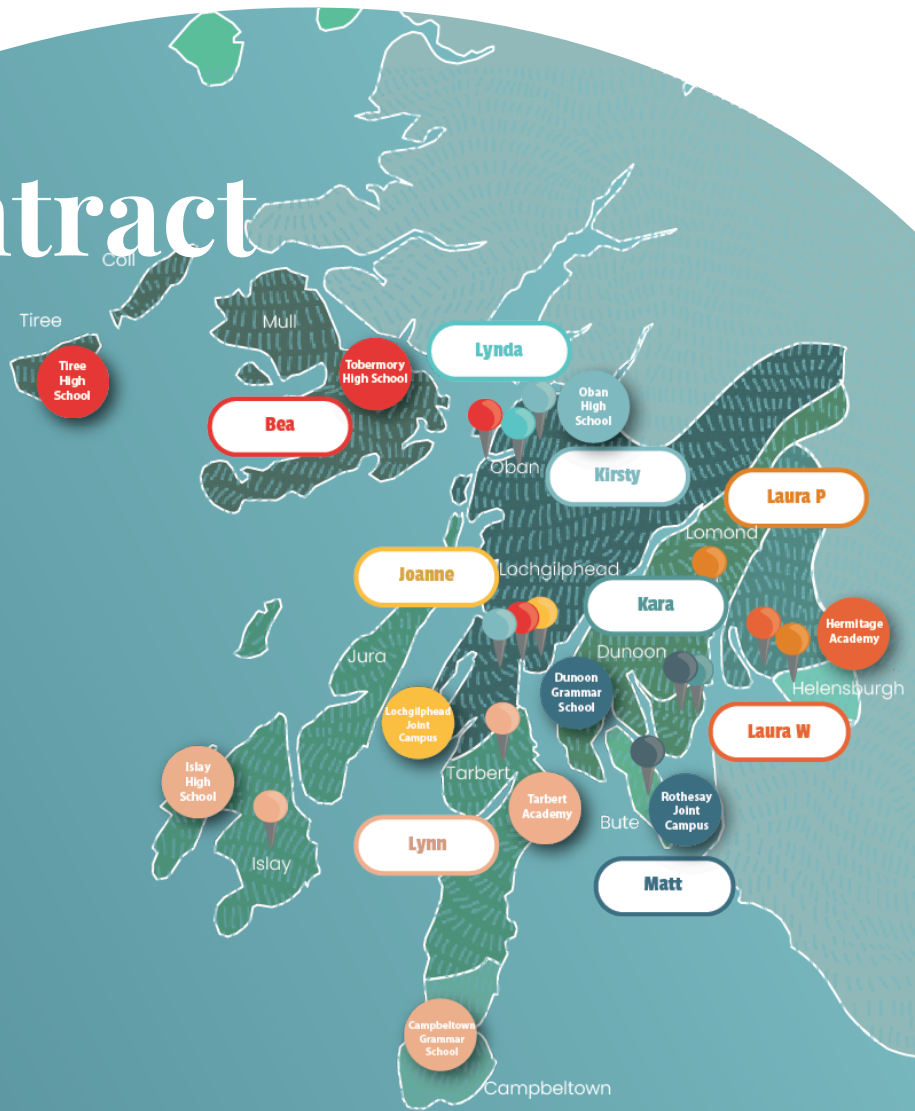 ntract
Coll
Tiree
Mull
Tiree
High
School
Tobermory
High School
Lynda
Oban
High
School
Bea
Oban
Kirsty
Laura P
Lomond
Joanne
Lochgilphead
Kara
Hermitage
Academy
Dunoon
Jura
Dunoon
Grammar
School
Helensburgh
Lochgilphead
Joint
Campus
Laura W
Islay
High
School
Tarbert
Tarbert
Academy
Rothesay
Joint
Campus
Bute
Lynn
Islay
Matt
Campbeltown
Grammar
School
Campbeltown